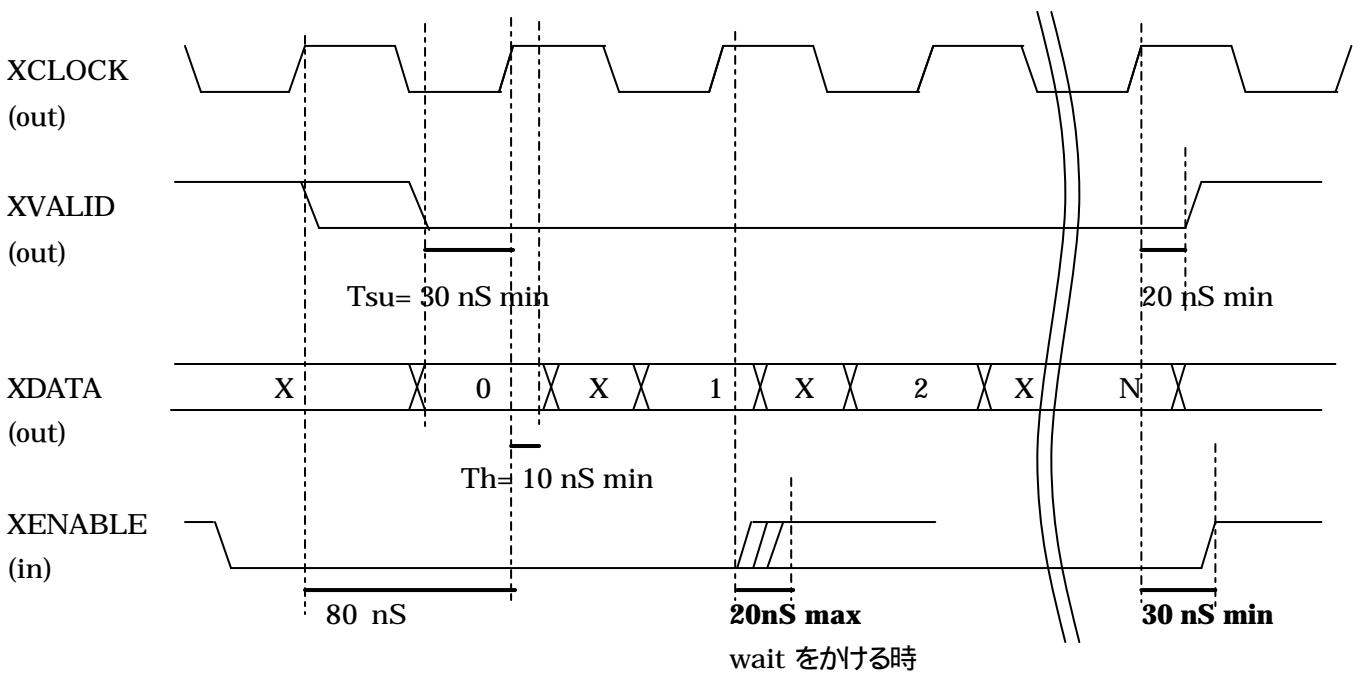 XCLOCK
(out)
XVALID
(out)
Tsu= 30 nS min
20 nS min
XDATA
(out)
X 0 X 1 X 2 X N
Th= 10 nS min
XENABLE
(in)
80 nS
20nS max
30 nS min
wait をかける時